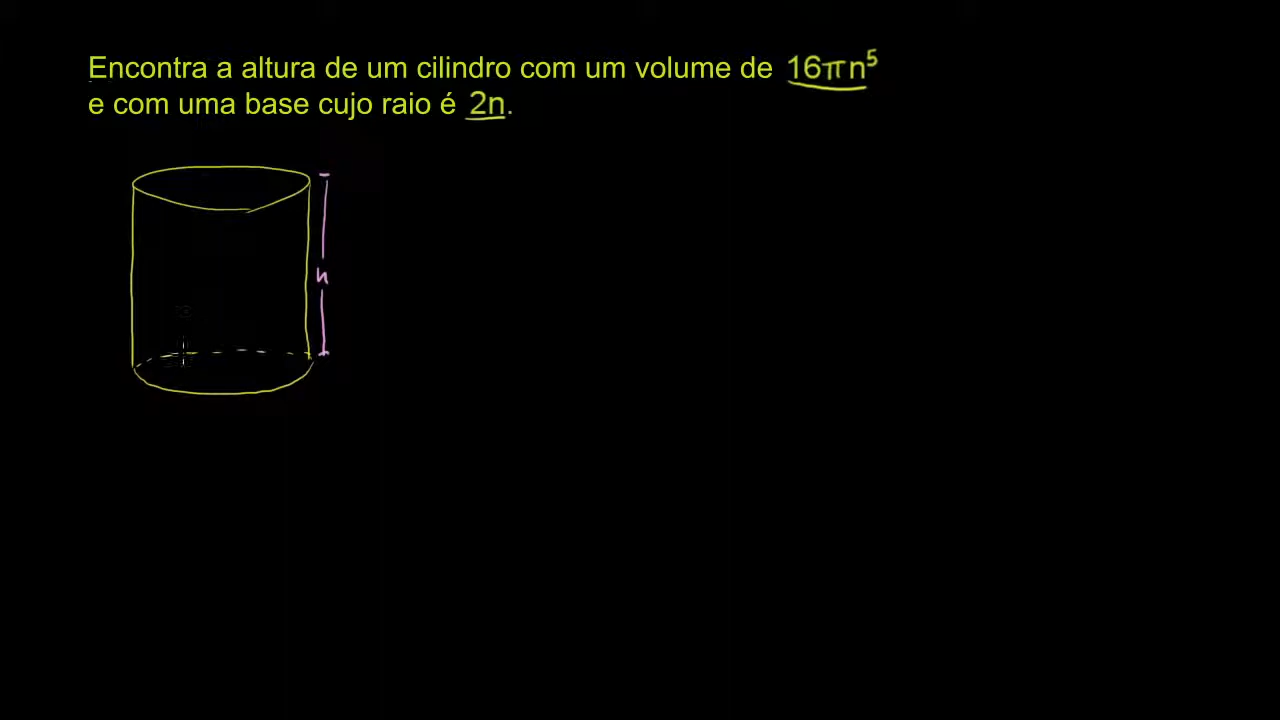 Encontra a altura de um cilindro com um volume de 16πn⁵
e com uma base cujo raio é 2n.
h